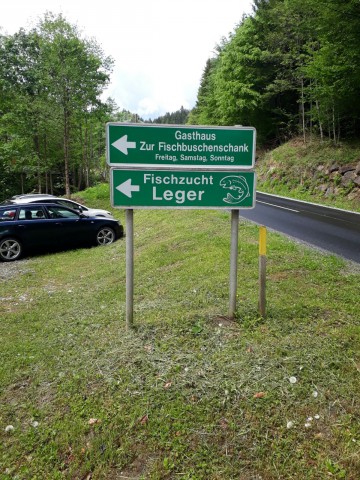 Gasthaus
Zur Fischbuschenschank
Freitag, Samstag, Sonntag
Fischzucht
Leger